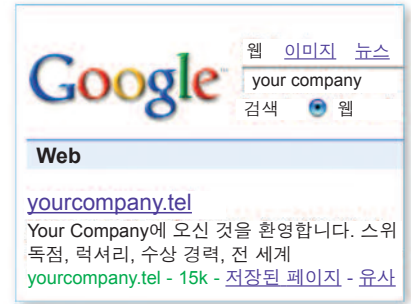 웹 이미지 뉴스
Google™
your company
검색 웹
Web
yourcompany.tel
Your Company에 오신 것을 환영합니다. 스위
독점, 럭셔리, 수상 경력, 전 세계
yourcompany.tel - 15k - 저장된 페이지 - 유사